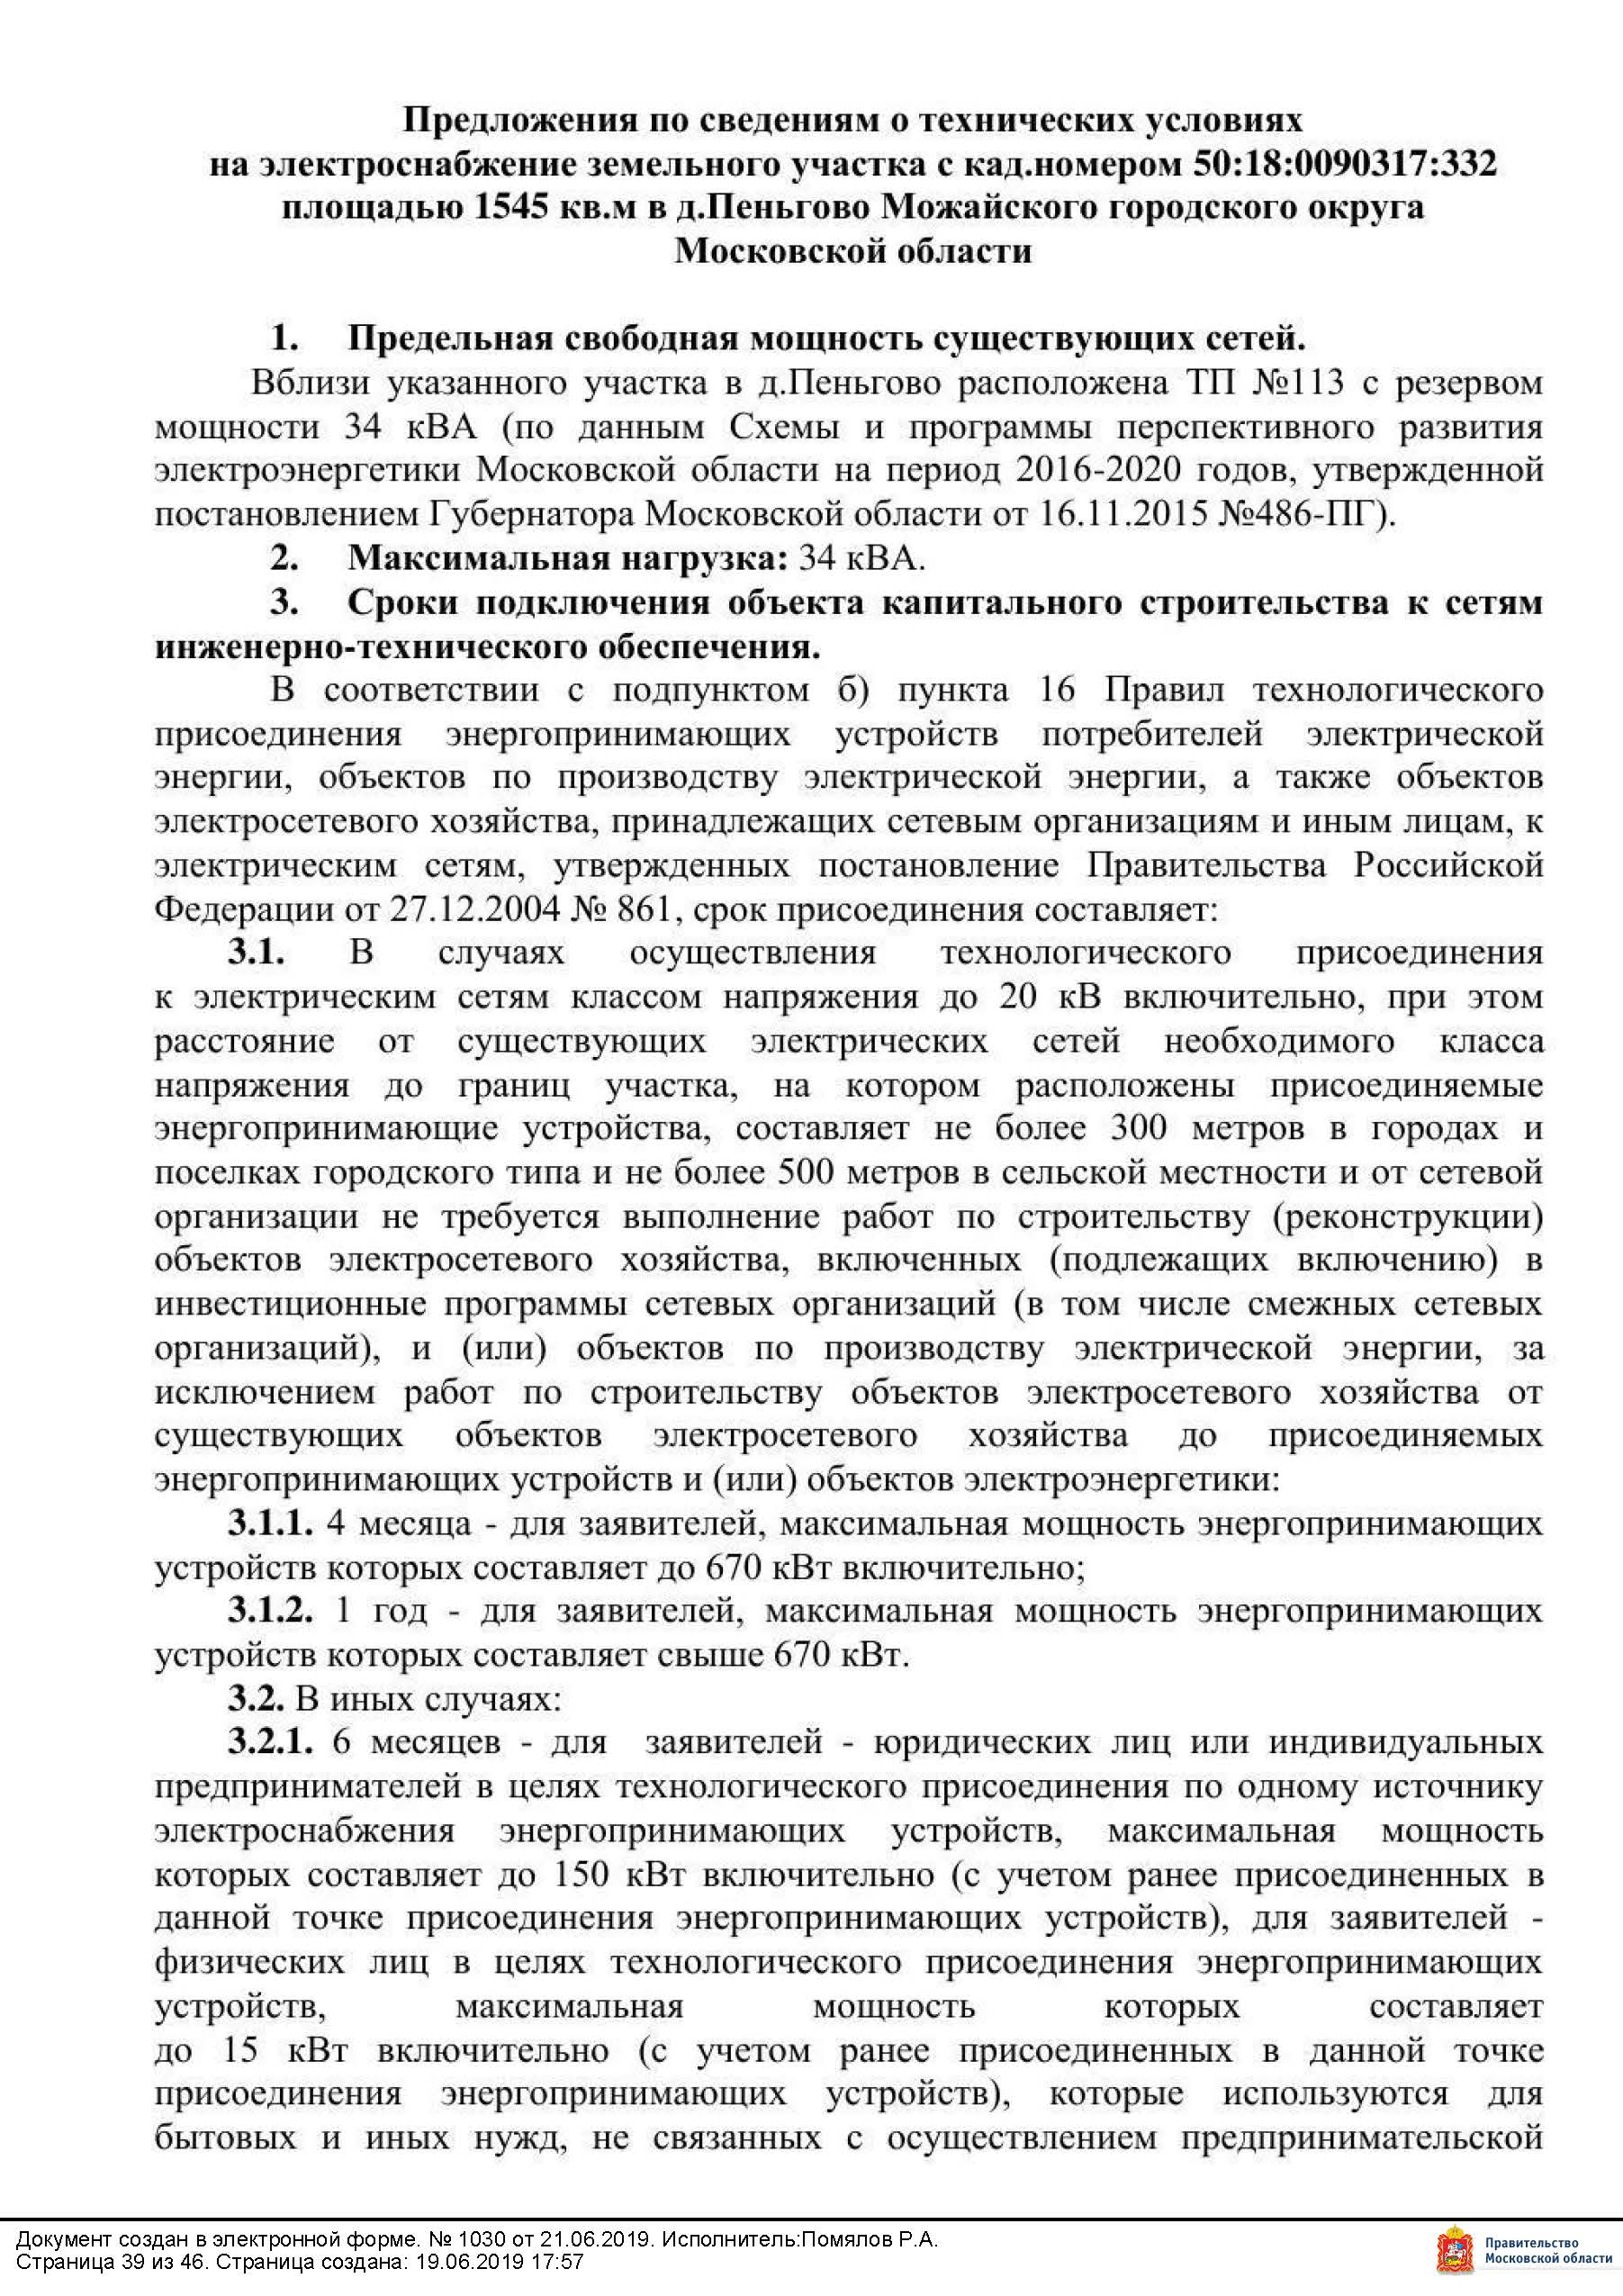 Предложения по сведениям о технических условиях
на электроснабжение земельного участка с кад.номером 50:18:0090317:332
площадью 1545 кв.м в д.Пеньгово Можайского городского округа
Московской области
1. Предельная свободная мощность существующих сетей.
Вблизи указанного участка в д.Пеньгово расположена ТП №113 с резервом
мощности 34 кВА (по данным Схемы и программы перспективного развития
электроэнергетики Московской области на период 2016-2020 годов, утвержденной
постановлением Губернатора Московской области от 16.11.2015 №486-ПГ).
2. Максимальная нагрузка: 34 кВА.
3. Сроки подключения объекта капитального строительства к сетям
инженерно-технического обеспечения.
В соответствии с подпунктом б) пункта 16 Правил технологического
присоединения энергопринимающих устройств потребителей электрической
энергии, объектов по производству электрической энергии, а также объектов
электросетевого хозяйства, принадлежащих сетевым организациям и иным лицам, к
электрическим сетям, утвержденных постановление Правительства Российской
Федерации от 27.12.2004 № 861, срок присоединения составляет:
3.1. В случаях осуществления технологического присоединения
к электрическим сетям классом напряжения до 20 кВ включительно, при этом
расстояние от существующих электрических сетей необходимого класса
напряжения до границ участка, на котором расположены присоединяемые
энергопринимающие устройства, составляет не более 300 метров в городах и
поселках городского типа и не более 500 метров в сельской местности и от сетевой
организации не требуется выполнение работ по строительству (реконструкции)
объектов электросетевого хозяйства, включенных (подлежащих включению) в
инвестиционные программы сетевых организаций (в том числе смежных сетевых
организаций), и (или) объектов по производству электрической энергии, за
исключением работ по строительству объектов электросетевого хозяйства от
существующих объектов электросетевого хозяйства до присоединяемых
энергопринимающих устройств и (или) объектов электроэнергетики:
3.1.1. 4 месяца - для заявителей, максимальная мощность энергопринимающих
устройств которых составляет до 670 кВт включительно;
3.1.2. 1 год - для заявителей, максимальная мощность энергопринимающих
устройств которых составляет свыше 670 кВт.
3.2. В иных случаях:
3.2.1. 6 месяцев - для заявителей - юридических лиц или индивидуальных
предпринимателей в целях технологического присоединения по одному источнику
электроснабжения энергопринимающих устройств, максимальная мощность
которых составляет до 150 кВт включительно (с учетом ранее присоединенных в
данной точке присоединения энергопринимающих устройств), для заявителей -
физических лиц в целях технологического присоединения энергопринимающих
устройств, максимальная мощность которых составляет
до 15 кВт включительно (с учетом ранее присоединенных в данной точке
присоединения энергопринимающих устройств), которые используются для
бытовых и иных нужд, не связанных с осуществлением предпринимательской
Документ создан в электронной форме. № 1030 от 21.06.2019. Исполнитель:Помялов Р.А.
Страница 39 из 46. Страница создана: 19.06.2019 17:57
Правительство
Московской области